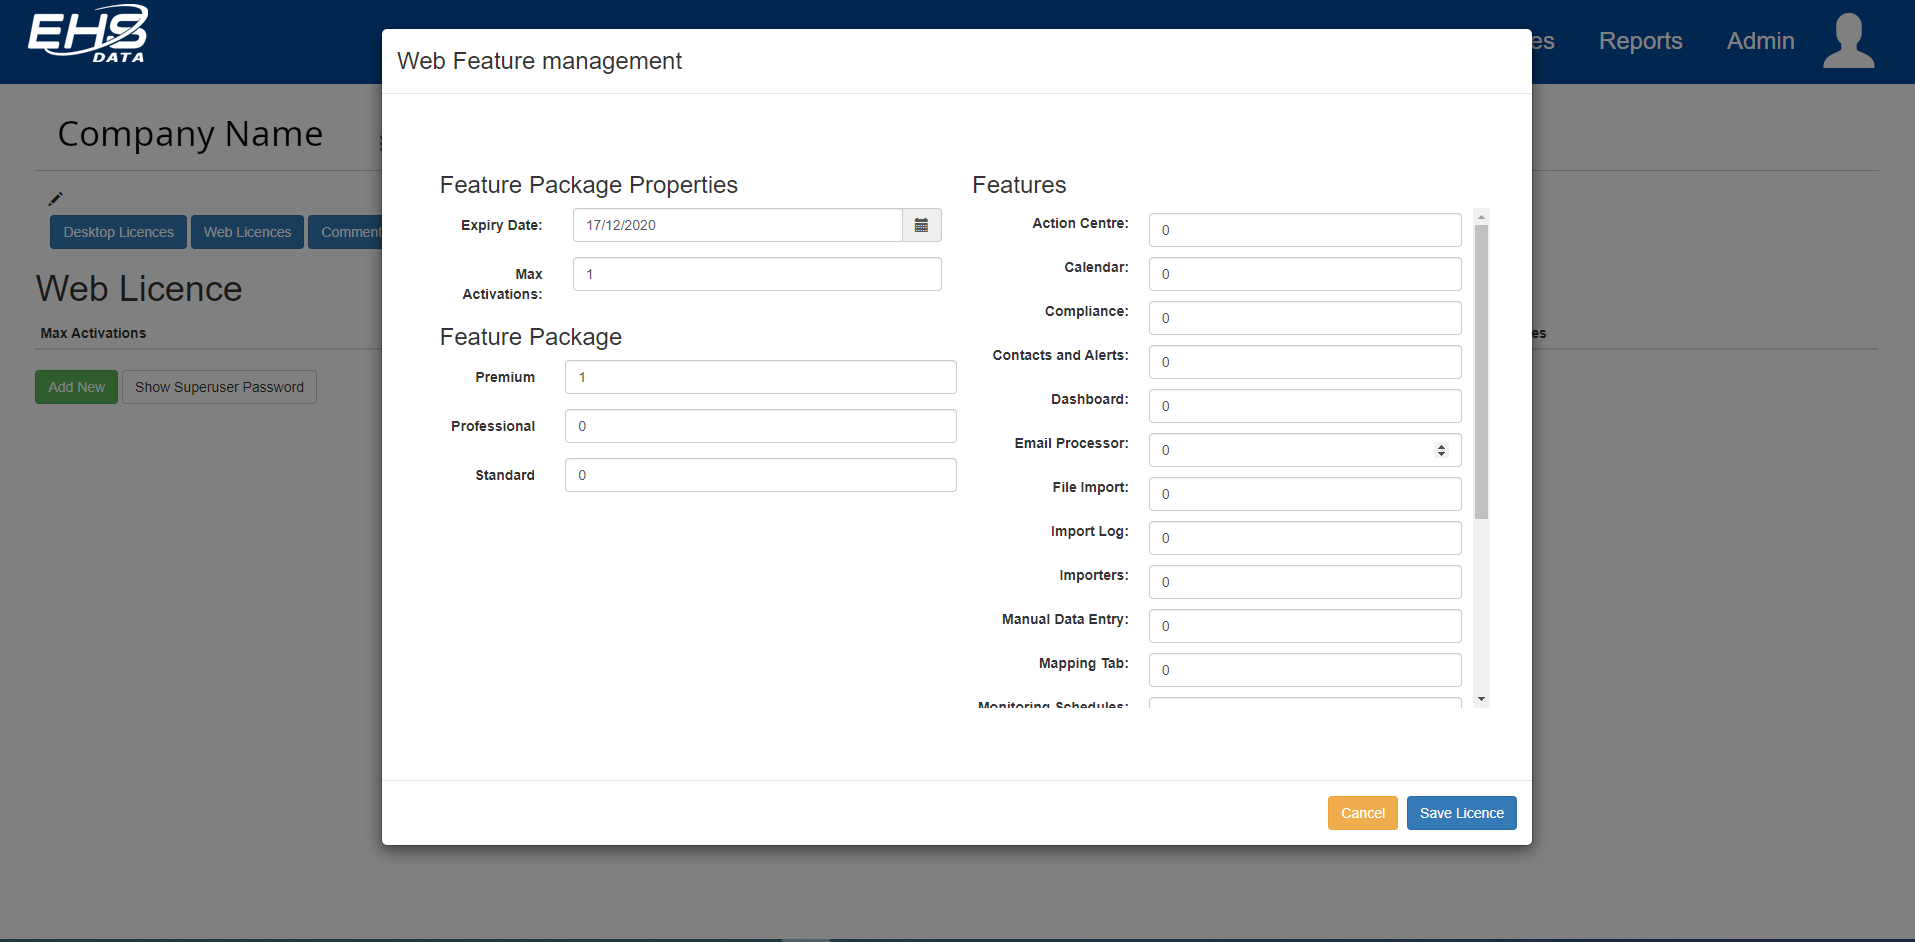 EHS
DATA
es
Reports
Admin
Web Feature management
Company Name
Desktop Licences
Web Licences
Comment
Web Licence
Max Activations
es
Add New
Show Superuser Password
Feature Package Properties
Expiry Date:
17/12/2020
Max
Activations:
1
Feature Package
Premium
1
Professional
0
Standard
0
Features
Action Centre:
0
Calendar:
0
Compliance:
0
Contacts and Alerts:
0
Dashboard:
0
Email Processor:
0
File Import:
0
Import Log:
0
Importers:
0
Manual Data Entry:
0
Mapping Tab:
0
Monitoring Schedules:
Cancel
Save Licence